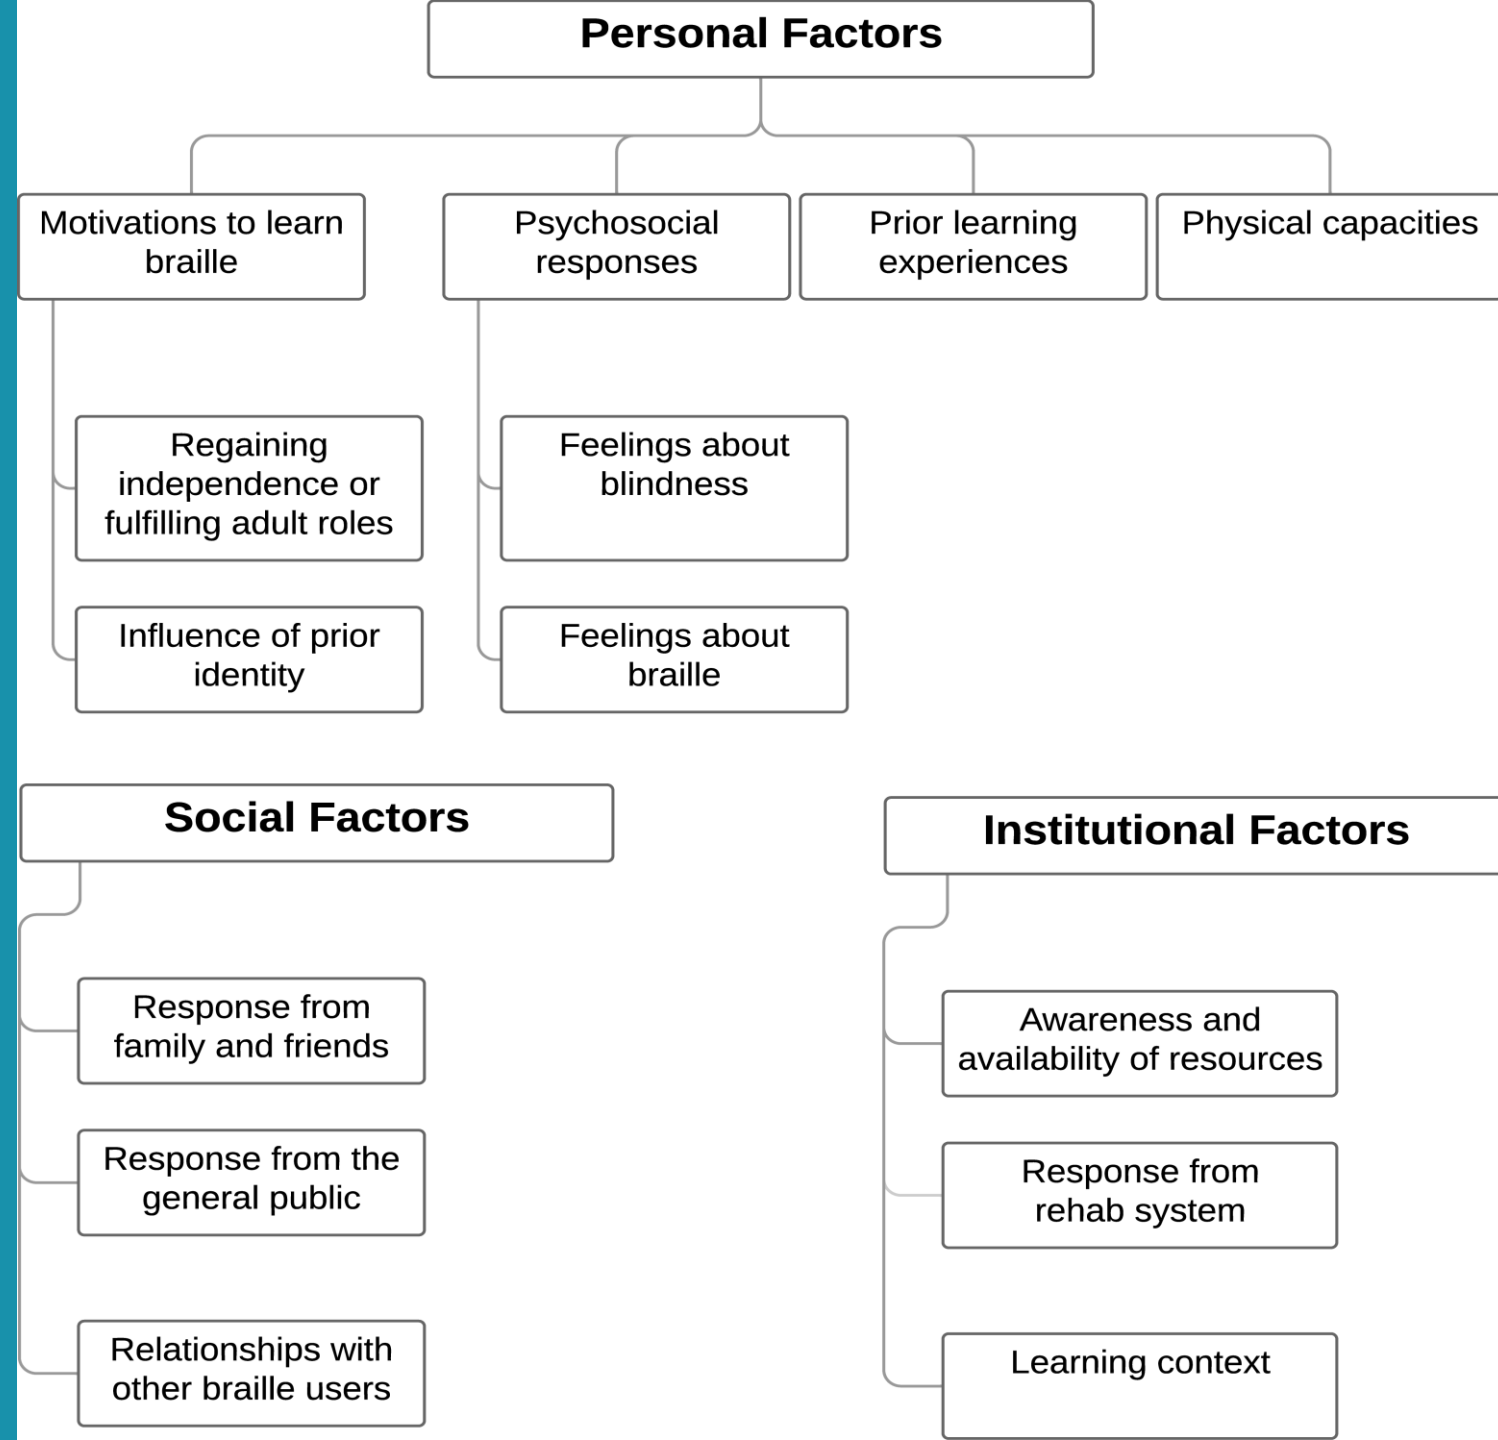 Personal Factors
Motivations to learn
braille
Psychosocial
responses
Prior learning
experiences
Physical capacities
Regaining
independence or
fulfilling adult roles
Influence of prior
identity
Feelings about
blindness
Feelings about
braille
Social Factors
Response from
family and friends
Response from the
general public
Relationships with
other braille users
Institutional Factors
Awareness and
availability of resources
Response from
rehab system
Learning context